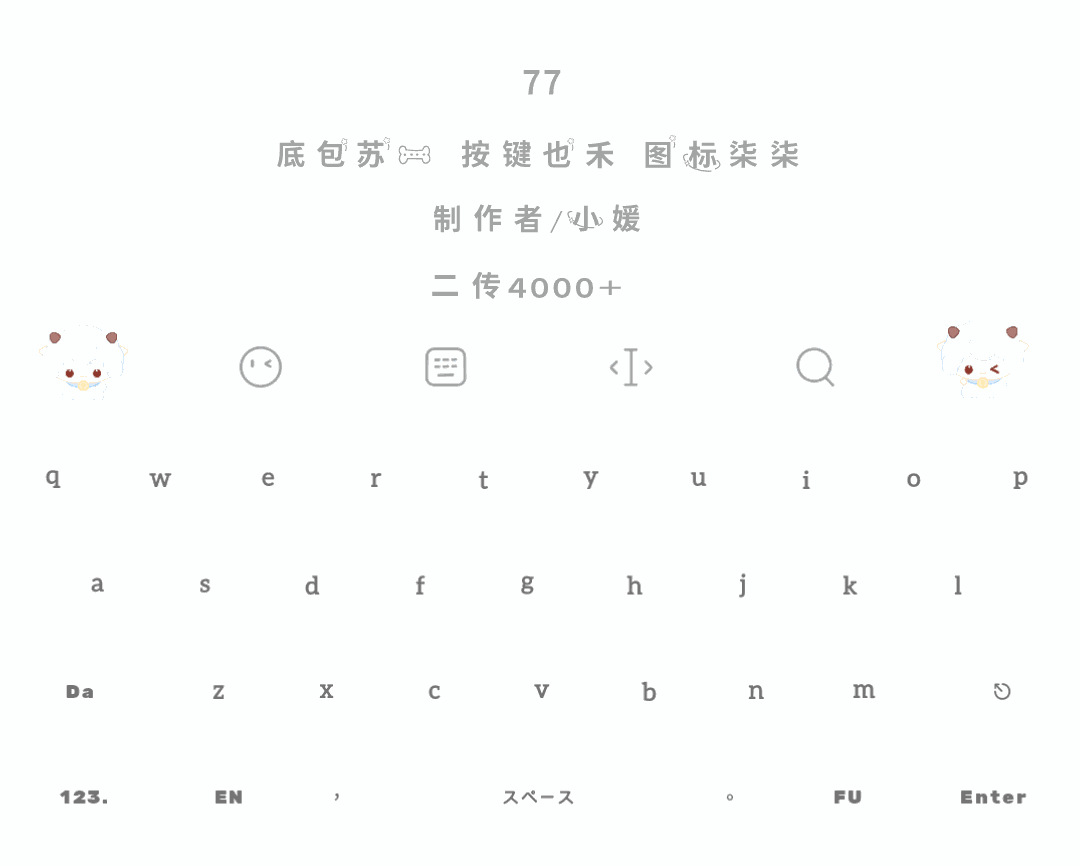 77
底包苏 按键也禾 图标柒柒
制作者/小媛
二传4000+
q w e r t y u i o p
a s d f g h j k l
Da z x c v b n m
123. EN , スペース 。 FU Enter